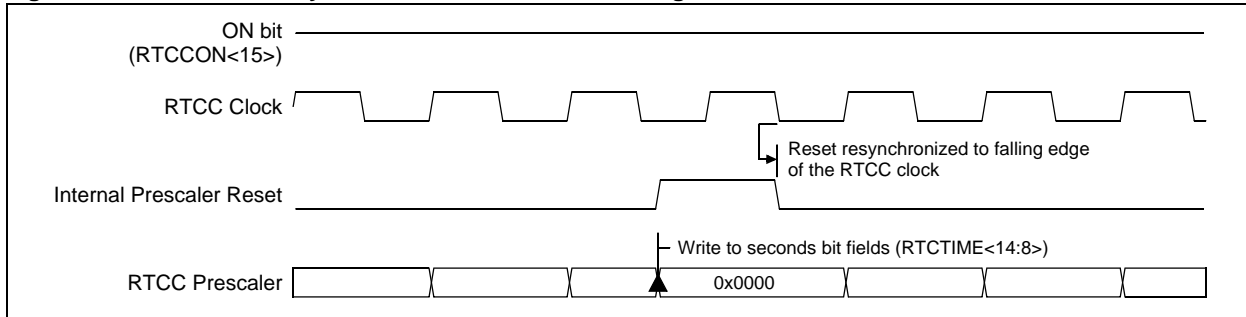 ON bit
(RTCCON<15>)
RTCC Clock
Reset resynchronized to falling edge
of the RTCC clock
Internal Prescaler Reset
Write to seconds bit fields (RTCTIME<14:8>)
RTCC Prescaler
0x0000